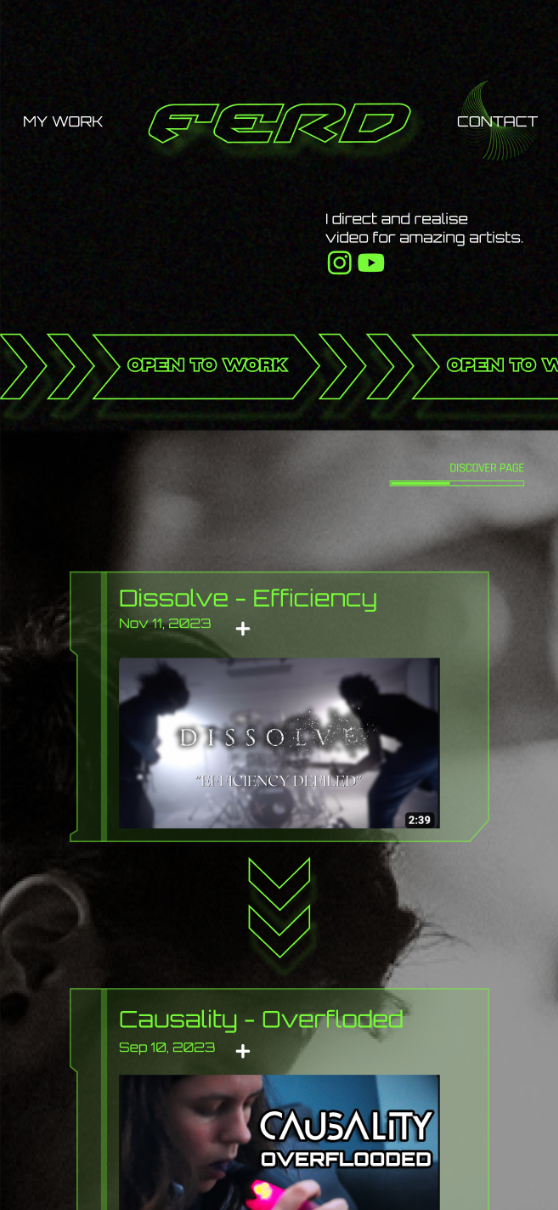 MY WORK
FERD
CONTACT
I direct and realise
video for amazing artists.
OPEN TO WORK
OPEN TO W
DISCOVER PAGE
Dissolve - Efficiency
Nov 11, 2023
DISSOLVE
"EFFICIENCY DEFILED"
2:39
Causality - Overfloded
Sep 10, 2023
CAUSALITY
OVERFLOODED